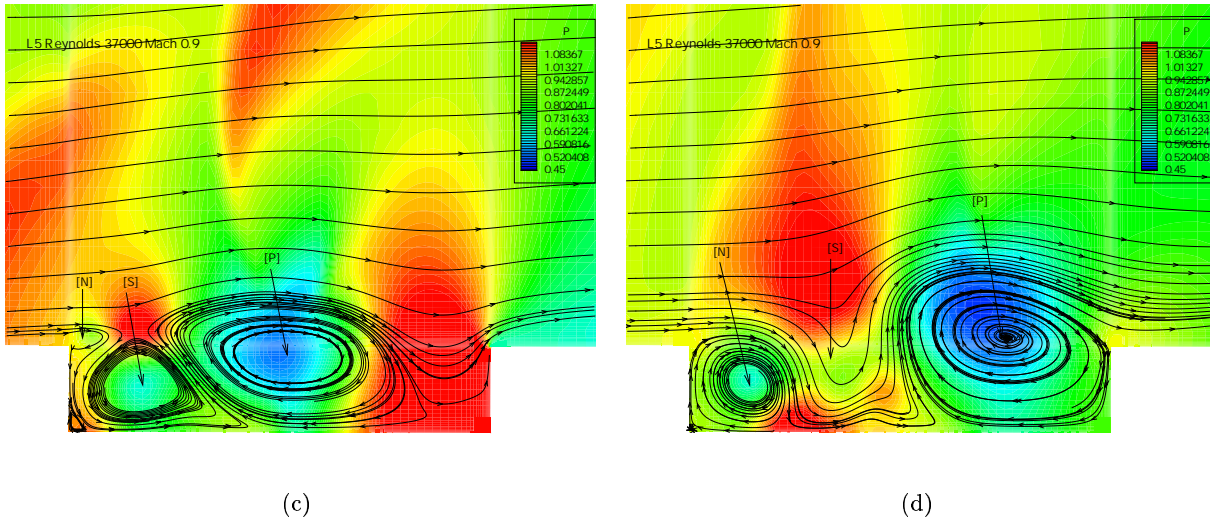 L5 Reynolds 37000 Mach 0.9
P
1.08367
1.01327
0.942857
0.872449
0.802041
0.731633
0.661224
0.590816
0.520408
0.45
[P]
[N]
[S]
(c)
L5 Reynolds 37000 Mach 0.9
P
1.08367
1.01327
0.942857
0.872449
0.802041
0.731633
0.661224
0.590816
0.520408
0.45
[P]
[N]
[S]
(d)